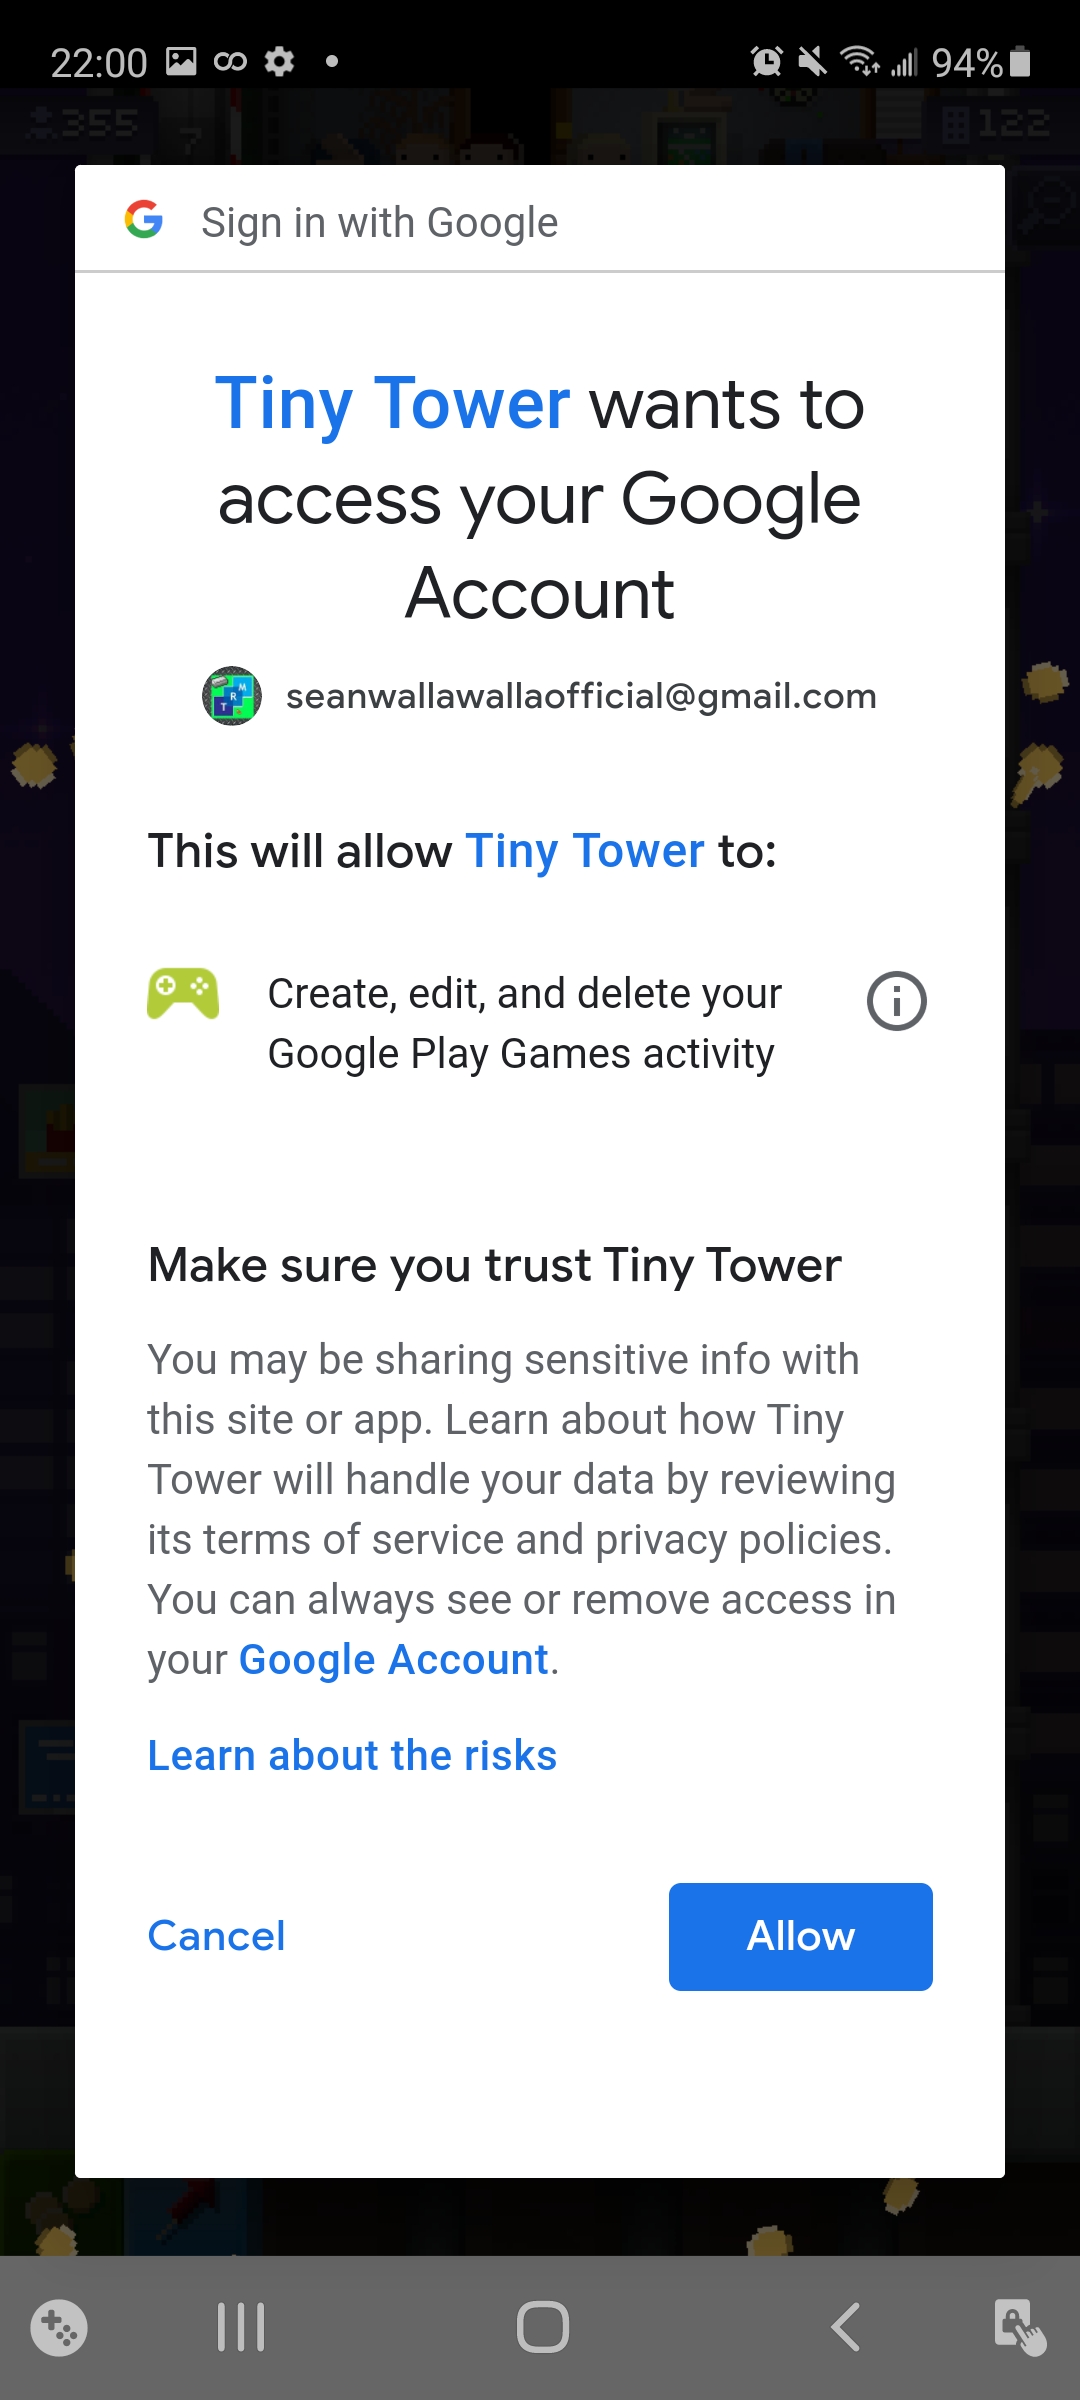 22:00
94%
355
7
122
Sign in with Google
Tiny Tower wants to
access your Google
Account
M
R
T
seanwallawallaofficial@gmail.com
This will allow Tiny Tower to:
Create, edit, and delete your
Google Play Games activity
Make sure you trust Tiny Tower
You may be sharing sensitive info with
this site or app. Learn about how Tiny
Tower will handle your data by reviewing
its terms of service and privacy policies.
You can always see or remove access in
your Google Account.
Learn about the risks
Cancel
Allow